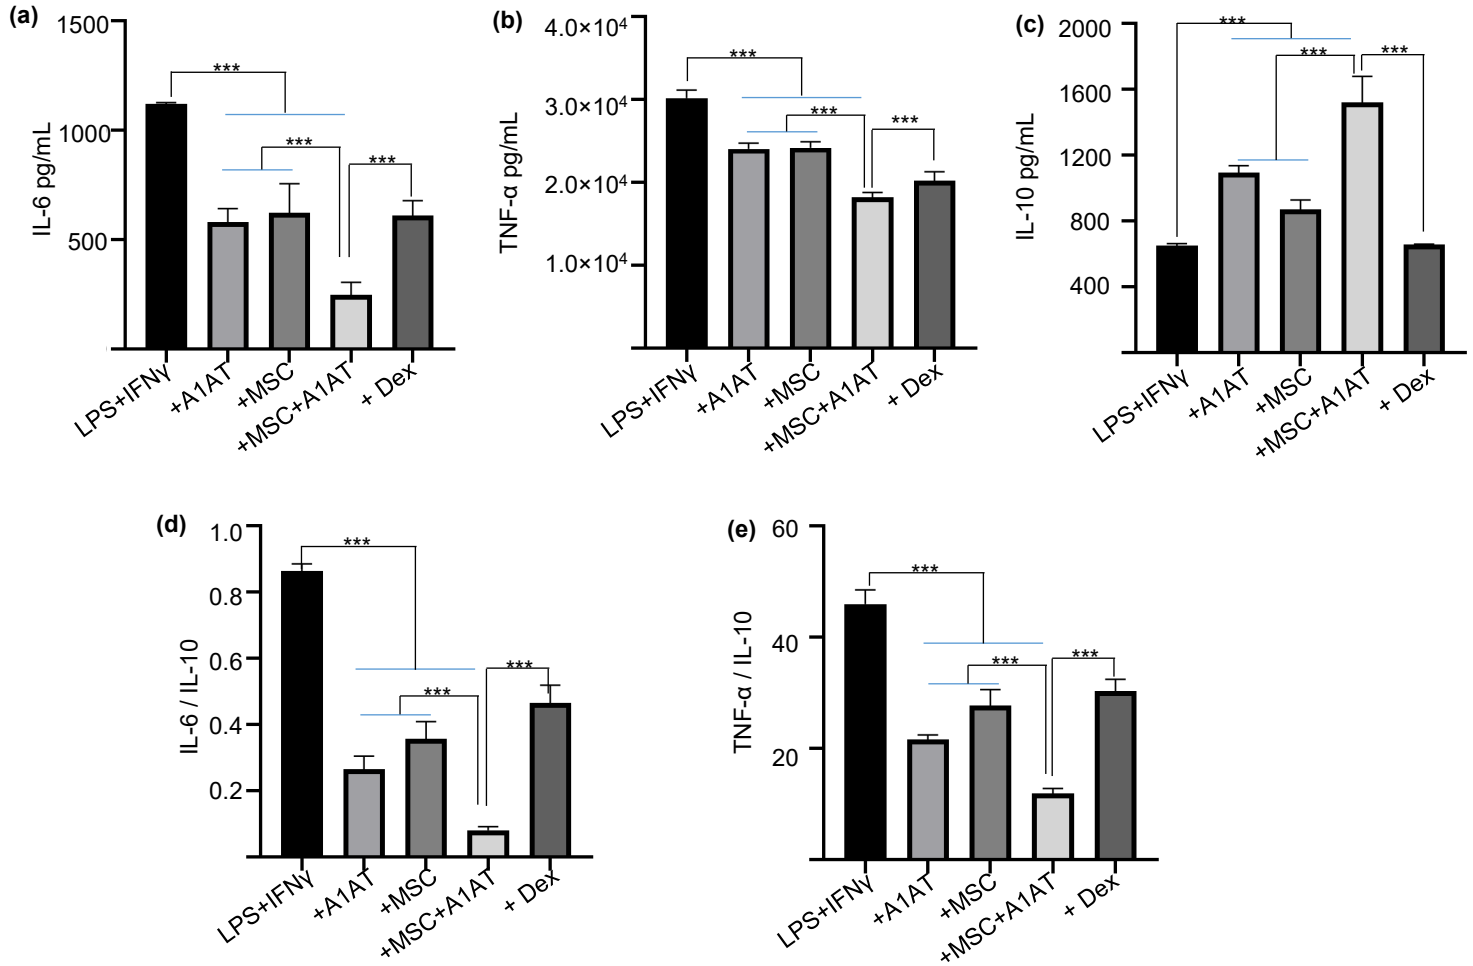 (a)
IL-6 pg/mL
1500
1000
500
***
***
***
LPS+IFNγ
+A1AT
+MSC
+MSC+A1AT
+ Dex
(b)
TNF-α pg/mL
4.0×10⁴
3.0×10⁴
2.0×10⁴
1.0×10⁴
***
***
***
LPS+IFNγ
+A1AT
+MSC
+MSC+A1AT
+ Dex
(c)
IL-10 pg/mL
2000
1600
1200
800
400
***
***
***
LPS+IFNγ
+A1AT
+MSC
+MSC+A1AT
+ Dex
(d)
IL-6 / IL-10
1.0
0.8
0.6
0.4
0.2
***
***
***
LPS+IFNγ
+A1AT
+MSC
+MSC+A1AT
+ Dex
(e)
TNF-α / IL-10
60
40
20
***
***
***
LPS+IFNγ
+A1AT
+MSC
+MSC+A1AT
+ Dex